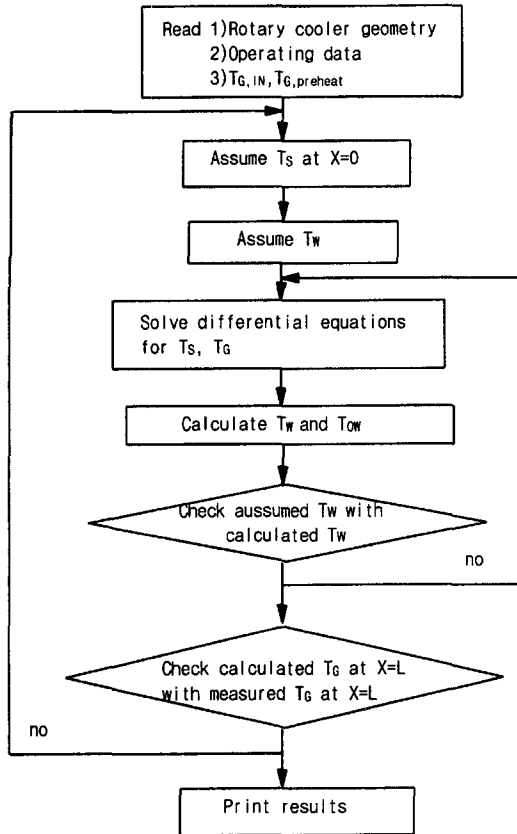 Read 1)Rotary cooler geometry
2)Operating data
3)TG,IN,TG,preheat
Assume Ts at X=0
Assume Tw
Solve differential equations
for Ts, TG
Calculate Tw and Tow
Check aussumed Tw with
calculated Tw
no
Check calculated TG at X=L
with measured TG at X=L
no
Print results